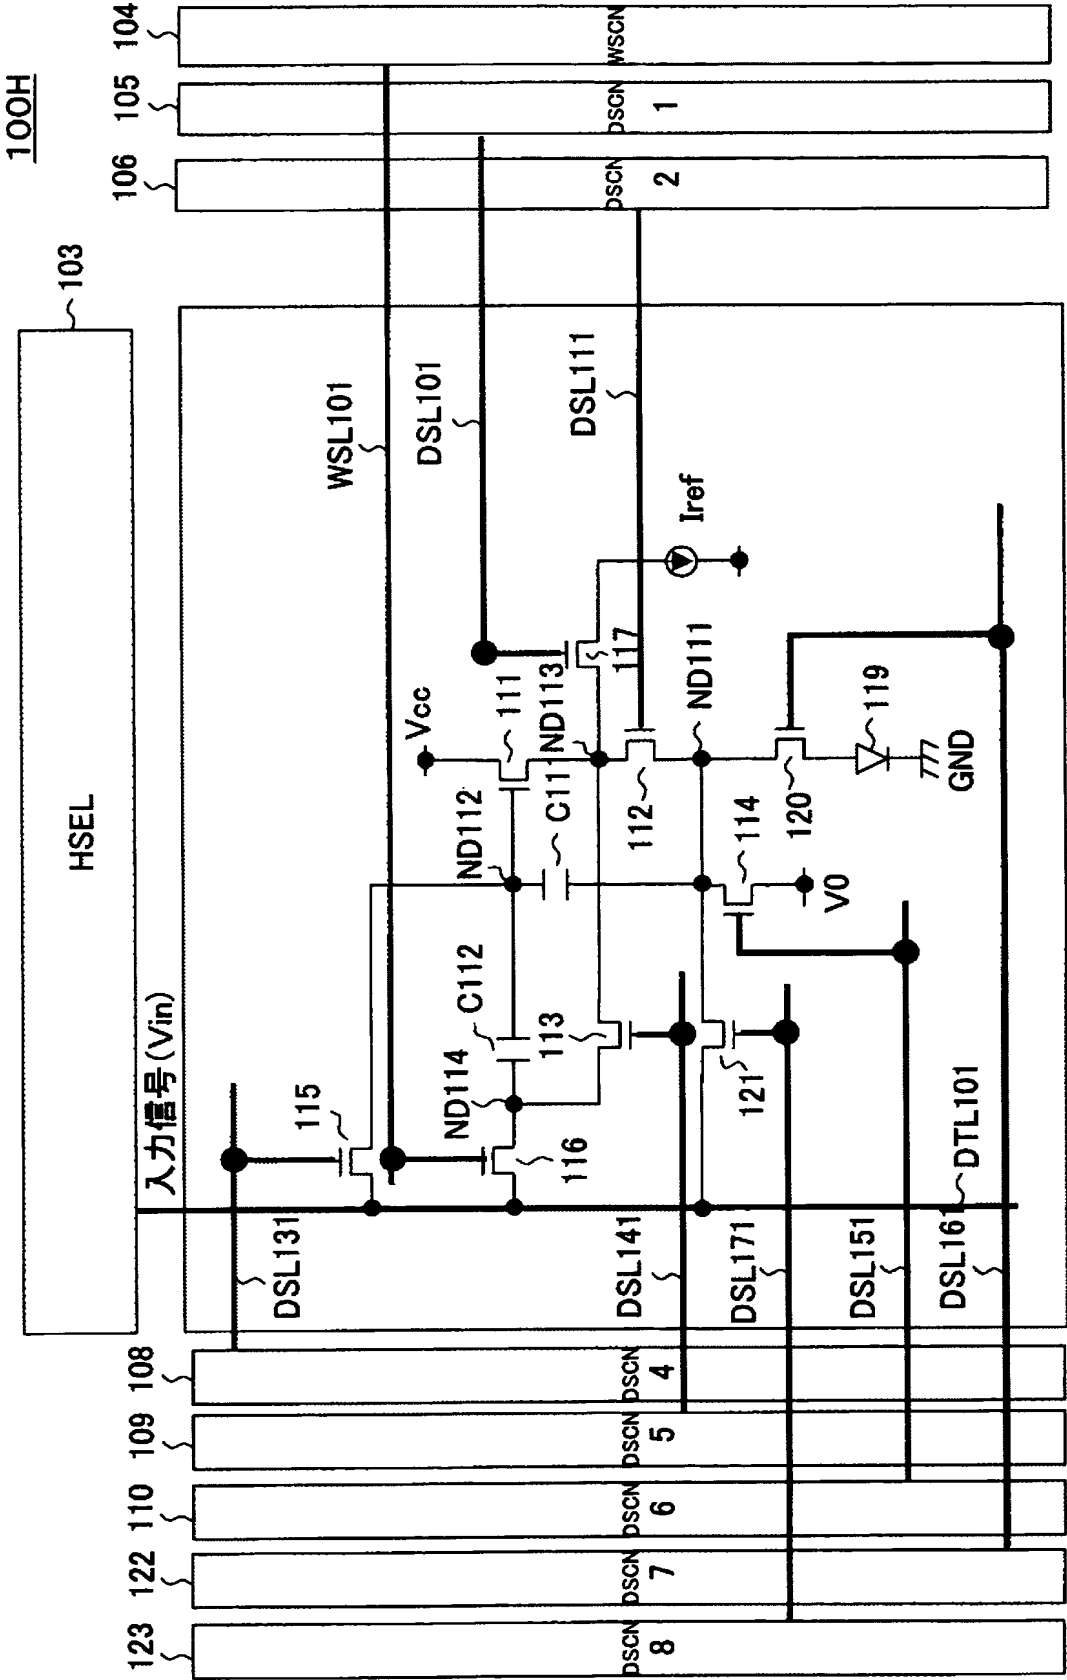 100H
HSEL
103
104
WSCN
105
DSCN
1
106
DSCN
2
入力信号(Vin)
WSL101
DSL101
DSL111
115
Vcc
111
ND112
C111
ND113
117
Iref
ND114
C112
116
113
112
ND111
114
V0
120
119
GND
121
DTL101
DSL131
DSL141
DSL171
DSL151
DSL161
108
DSCN
4
109
DSCN
5
110
DSCN
6
122
DSCN
7
123
DSCN
8